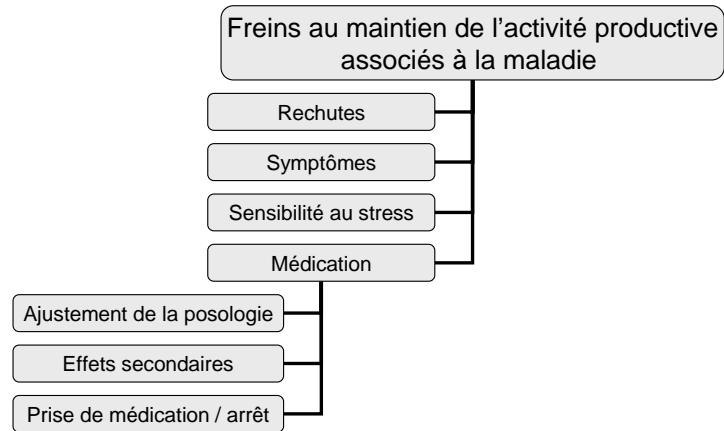 Freins au maintien de l’activité productive
associés à la maladie
Rechutes
Symptômes
Sensibilité au stress
Médication
Ajustement de la posologie
Effets secondaires
Prise de médication / arrêt